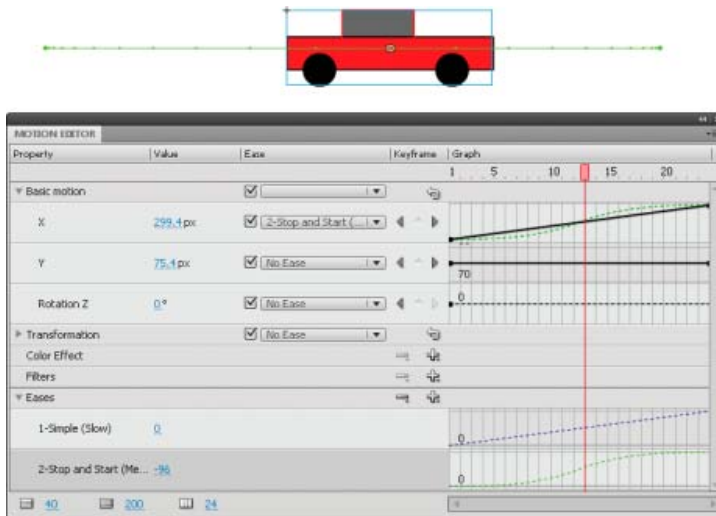 MOTION EDITOR
Property Value Ease Keyframe Graph
1 5 10 15 20
Basic motion
X 299.4 px 2-Stop and Start (...
Y 75.4 px No Ease
70
Rotation Z 0° No Ease
0
Transformation No Ease
Color Effect
Filters
Eases
1-Simple (Slow) 0
0
2-Stop and Start (Me... -96
0
40 200 24